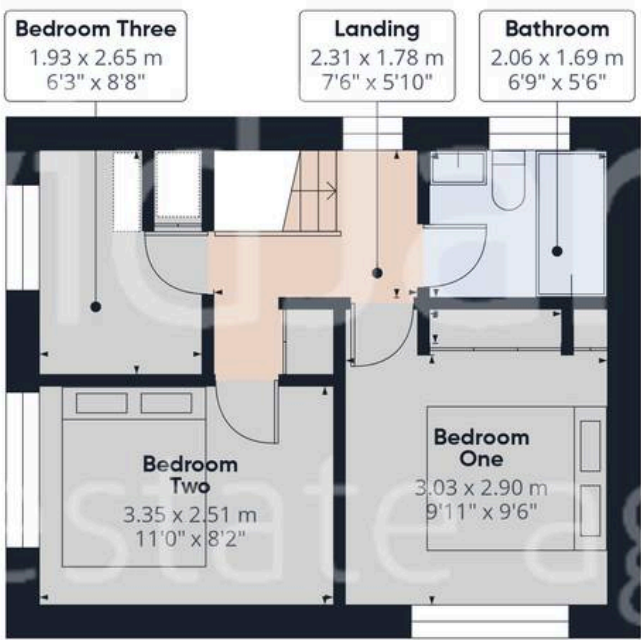 Bedroom Three
1.93 x 2.65 m
6'3" x 8'8"
Landing
2.31 x 1.78 m
7'6" x 5'10"
Bathroom
2.06 x 1.69 m
6'9" x 5'6"
Bedroom
Two
3.35 x 2.51 m
11'0" x 8'2"
Bedroom
One
3.03 x 2.90 m
9'11" x 9'6"
estate